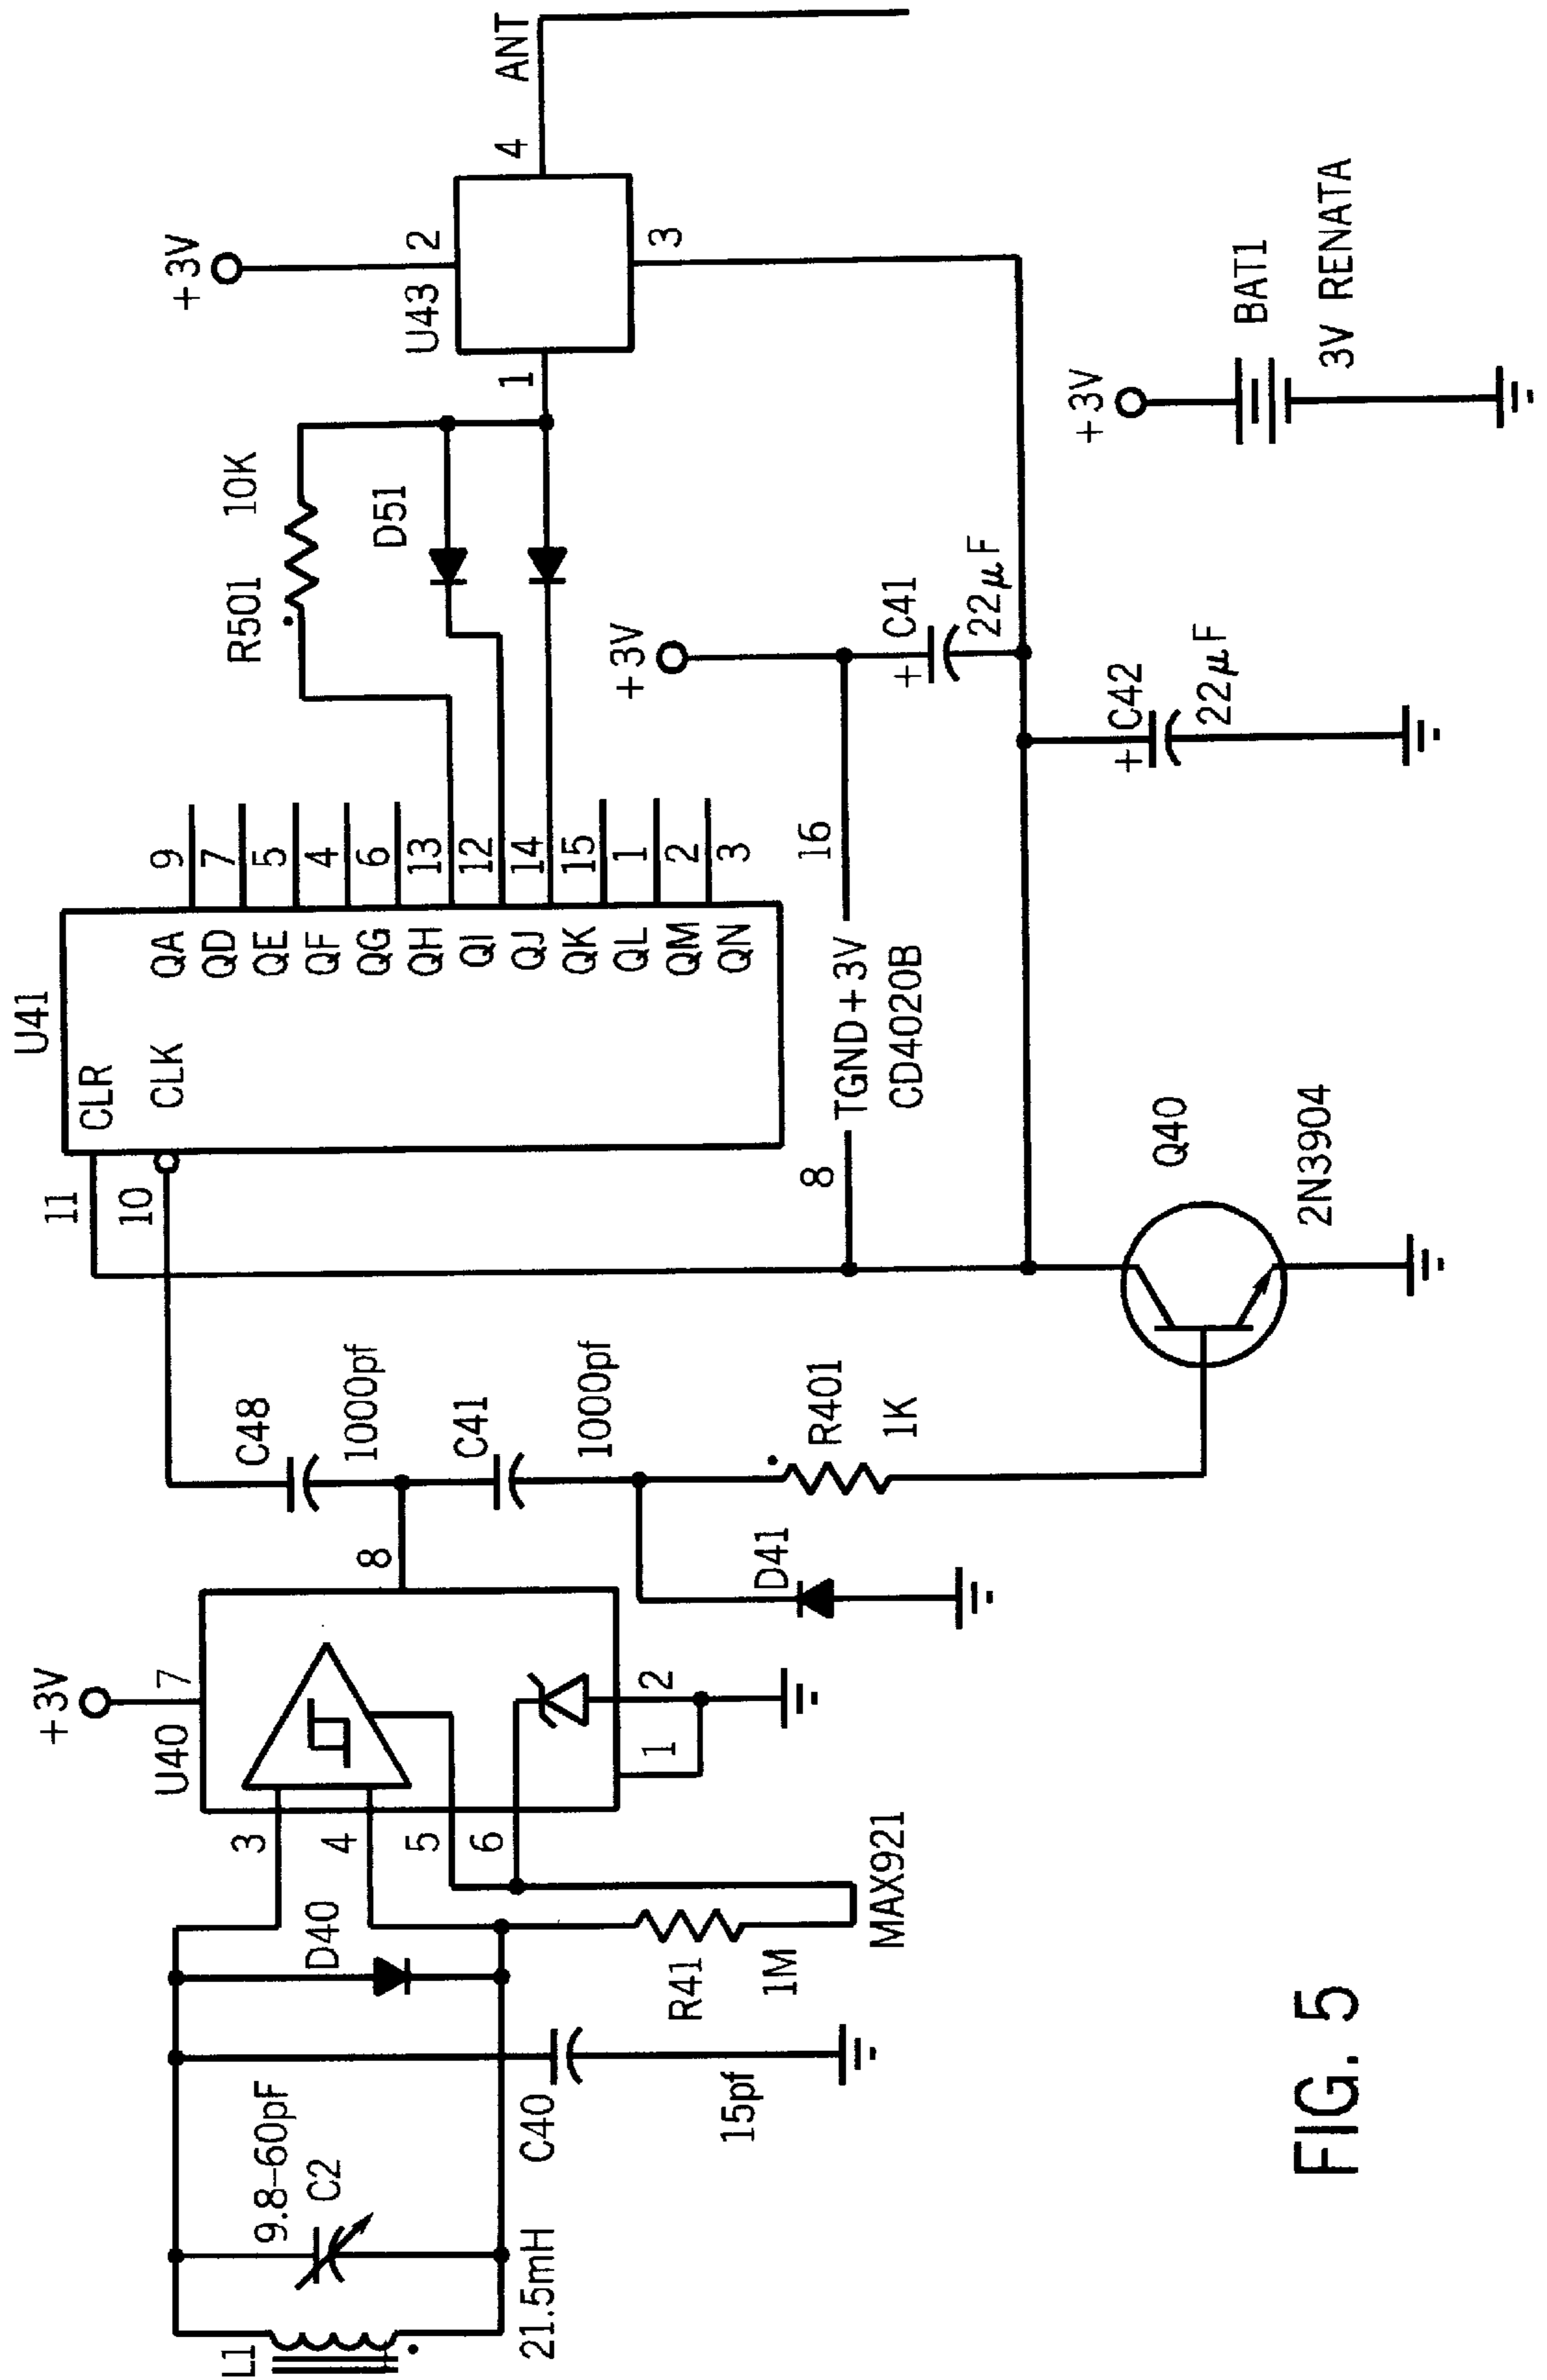 L1
21.5mH
9.8-60pF
C2
C40
15pf
D40
R41
1M
MAX921
+3V
U40
7
3
4
5
6
1
2
8
D41
C48
1000pf
C41
1000pf
R401
1K
Q40
2N3904
U41
11
10
CLR
CLK
QA
QD
QE
QF
QG
QH
QI
QJ
QK
QL
QM
QN
9
7
5
4
6
13
12
14
15
1
2
3
8
TGND+3V
16
CD4020B
+3V
+
C41
22μF
+
C42
22μF
R501
10K
D51
+3V
U43
1
2
3
4
ANT
+3V
BAT1
3V RENATA
FIG. 5